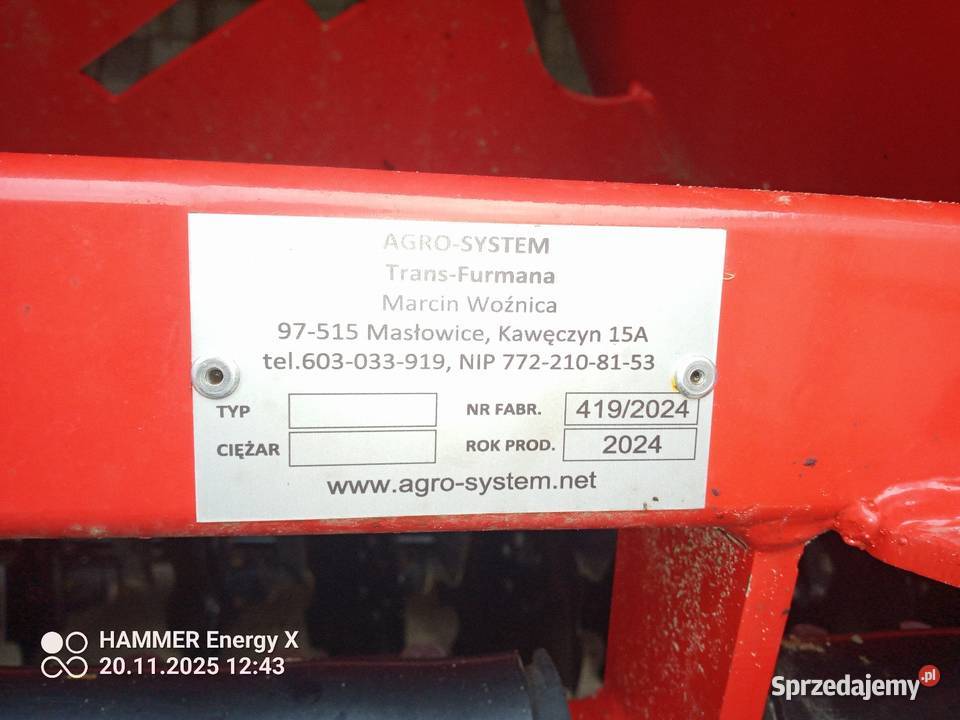 AGRO-SYSTEM
Trans-Furmana
Marcin Woźnica
97-515 Masłowice, Kawęczyn 15A
tel.603-033-919, NIP 772-210-81-53
TYP NR FABR. 419/2024
CIĘŻAR ROK PROD. 2024
www.agro-system.net
HAMMER Energy X
20.11.2025 12:43
Sprzedajemy.pl